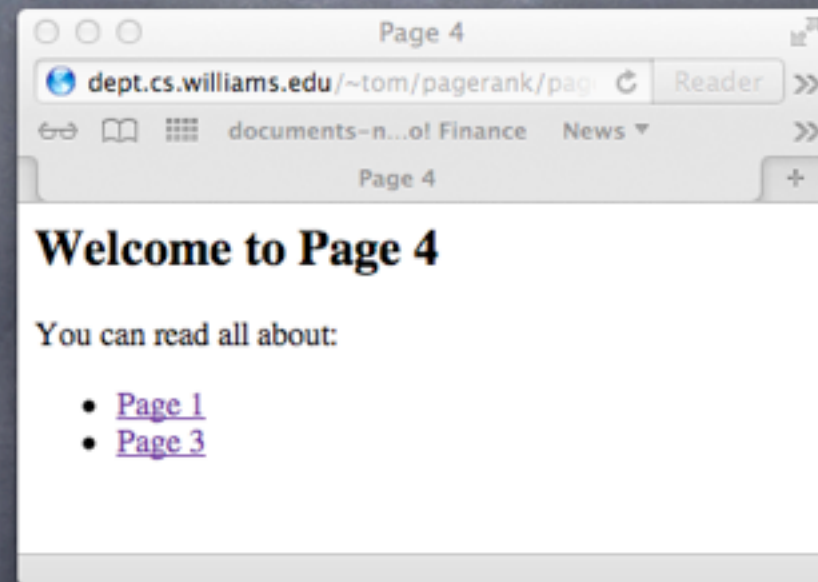 Page 4
dept.cs.williams.edu/~tom/pagerank/pag
Reader
documents-n...o! Finance News
Page 4
Welcome to Page 4
You can read all about:
• Page 1
• Page 3